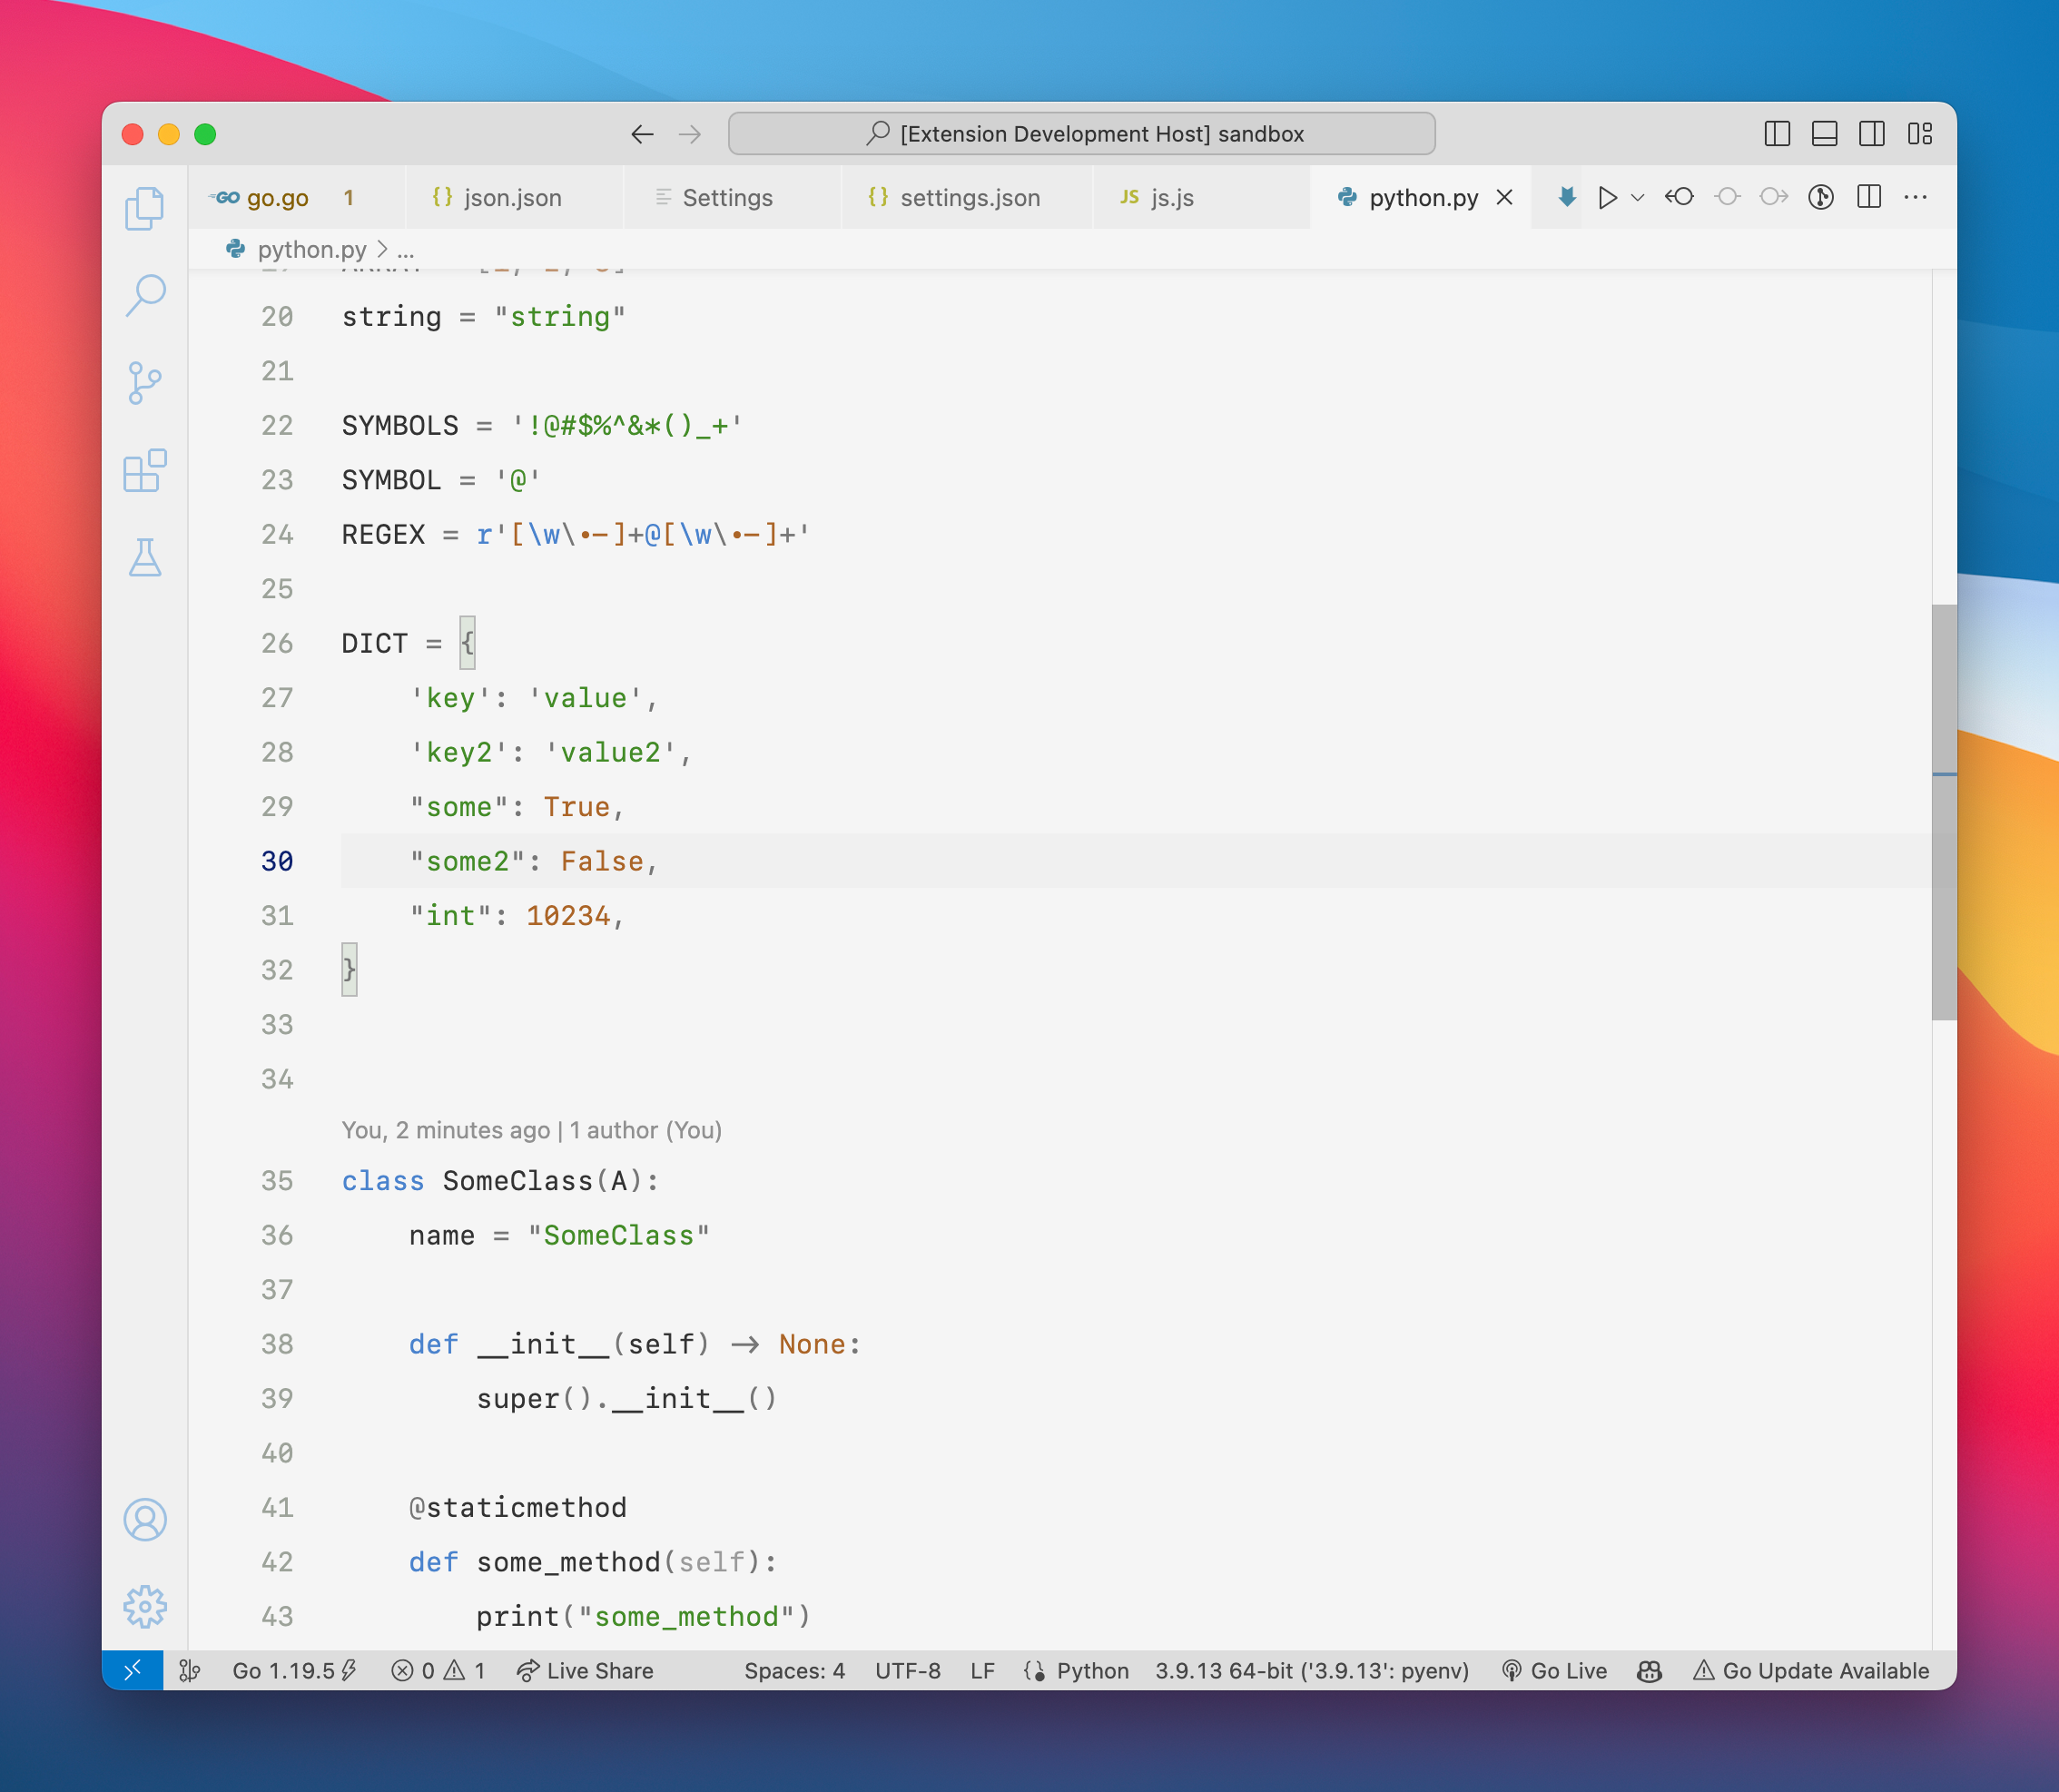 [Extension Development Host] sandbox
go.go 1 json.json Settings settings.json JS js.js python.py
python.py > ...
20 string = "string"
21
22 SYMBOLS = '!@#$%^&*()_+'
23 SYMBOL = '@'
24 REGEX = r'[\w\.-]+@[\w\.-]+'
25
26 DICT = {
27 'key': 'value',
28 'key2': 'value2',
29 "some": True,
30 "some2": False,
31 "int": 10234,
32 }
33
34
You, 2 minutes ago | 1 author (You)
35 class SomeClass(A):
36 name = "SomeClass"
37
38 def __init__(self) -> None:
39 super().__init__()
40
41 @staticmethod
42 def some_method(self):
43 print("some_method")
Go 1.19.5 0 1 Live Share Spaces: 4 UTF-8 LF Python 3.9.13 64-bit ('3.9.13': pyenv) Go Live Go Update Available